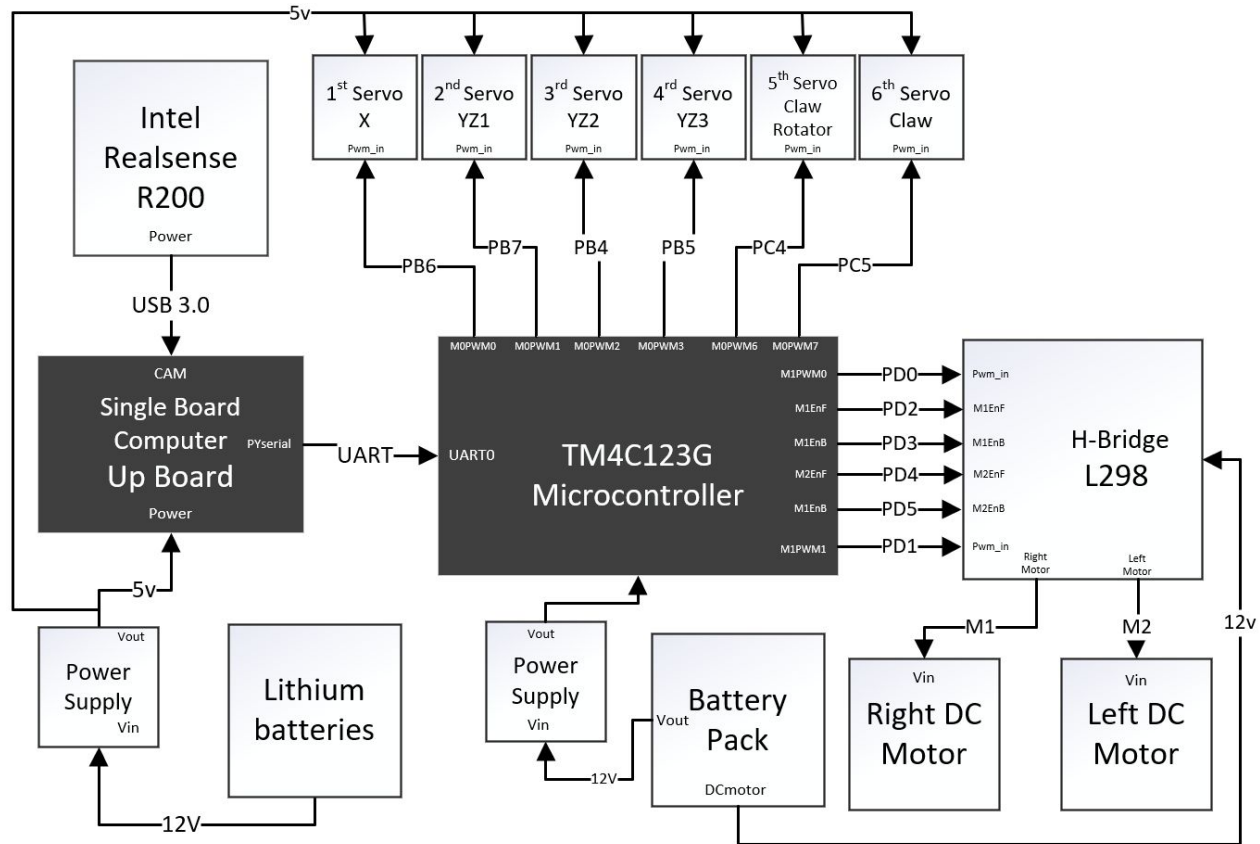 5v
Intel
Realsense
R200
Power
USB 3.0
1st Servo
X
Pwm_in
2nd Servo
YZ1
Pwm_in
3rd Servo
YZ2
Pwm_in
4rd Servo
YZ3
Pwm_in
5th Servo
Claw
Rotator
Pwm_in
6th Servo
Claw
Pwm_in
PB6
PB7
PB4
PB5
PC4
PC5
CAM
Single Board
Computer
Up Board
PYserial
Power
UART
M0PWM0
M0PWM1
M0PWM2
M0PWM3
M0PWM6
M0PWM7
UART0
TM4C123G
Microcontroller
M1PWM0
M1EnF
M1EnB
M2EnF
M1EnB
M1PWM1
PD0
PD2
PD3
PD4
PD5
PD1
Pwm_in
M1EnF
M1EnB
M2EnF
M2EnB
Pwm_in
H-Bridge
L298
Right
Motor
Left
Motor
5v
Vout
Power
Supply
Vin
Lithium
batteries
12V
Vout
Power
Supply
Vin
12V
Battery
Pack
Vout
DCmotor
M1
M2
12v
Vin
Right DC
Motor
Vin
Left DC
Motor